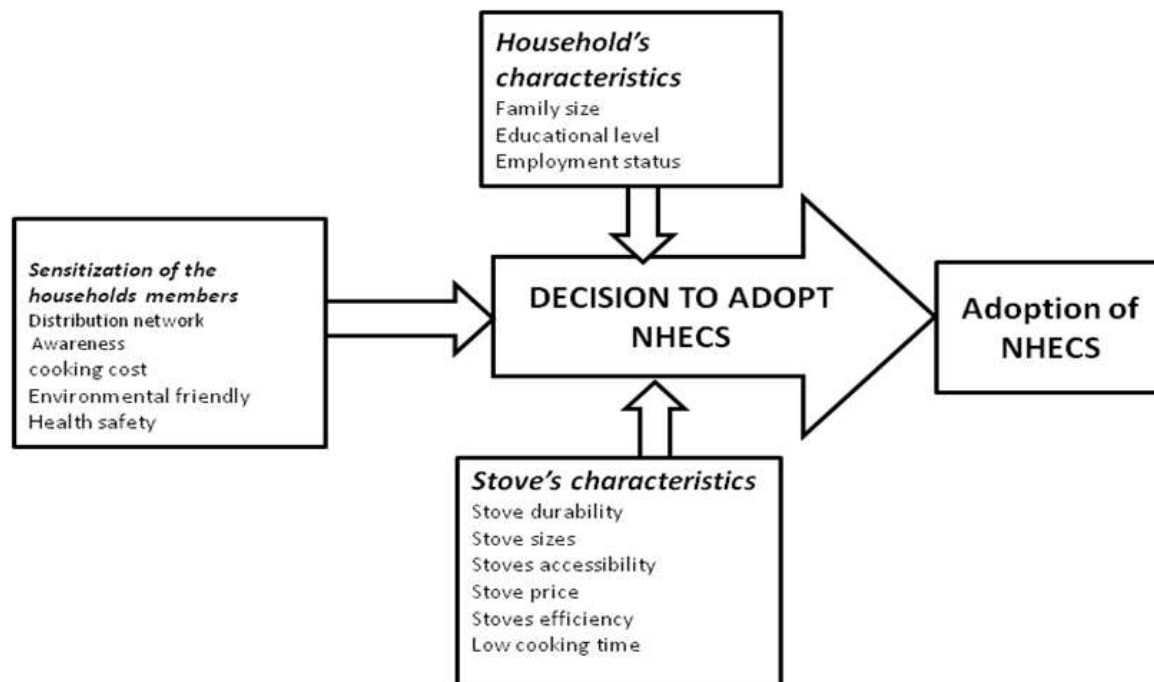 Household's
characteristics
Family size
Educational level
Employment status
Sensitization of the
households members
Distribution network
Awareness
cooking cost
Environmental friendly
Health safety
DECISION TO ADOPT
NHECS
Adoption of
NHECS
Stove's characteristics
Stove durability
Stove sizes
Stoves accessibility
Stove price
Stoves efficiency
Low cooking time